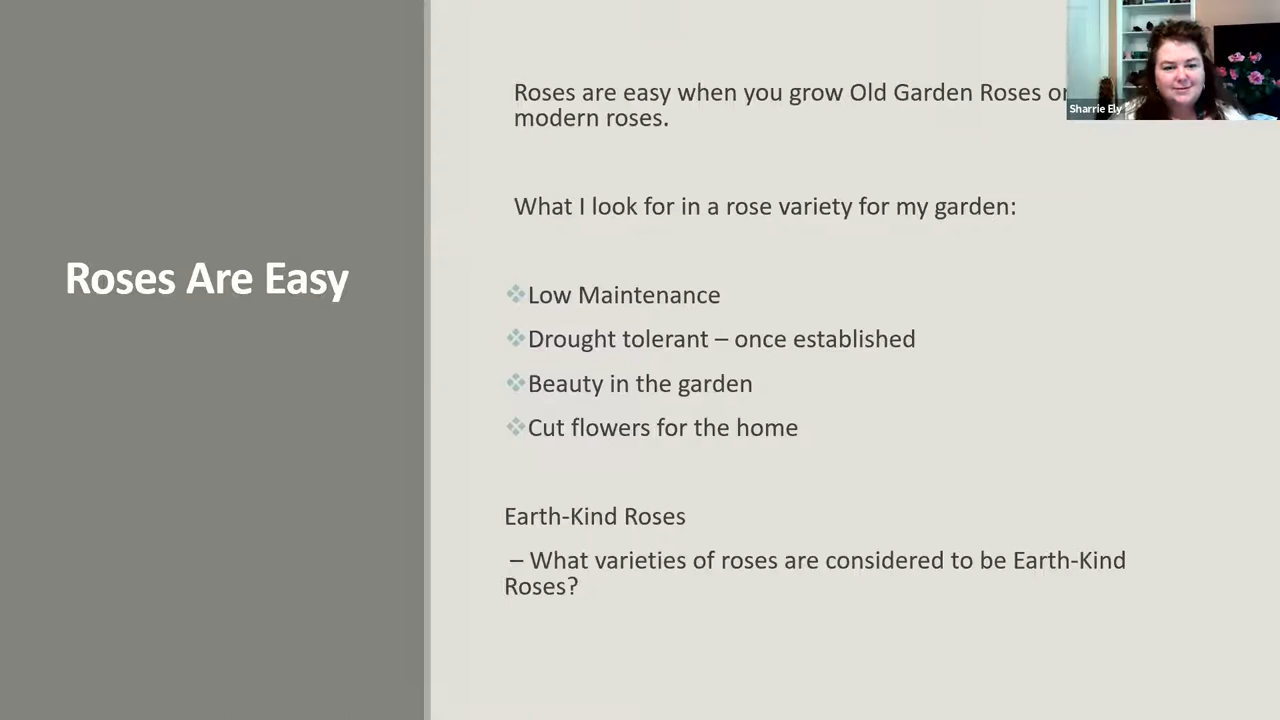 Roses Are Easy
Roses are easy when you grow Old Garden Roses or
modern roses.
What I look for in a rose variety for my garden:
Low Maintenance
Drought tolerant – once established
Beauty in the garden
Cut flowers for the home
Earth-Kind Roses
– What varieties of roses are considered to be Earth-Kind
Roses?
Sharrie Ely